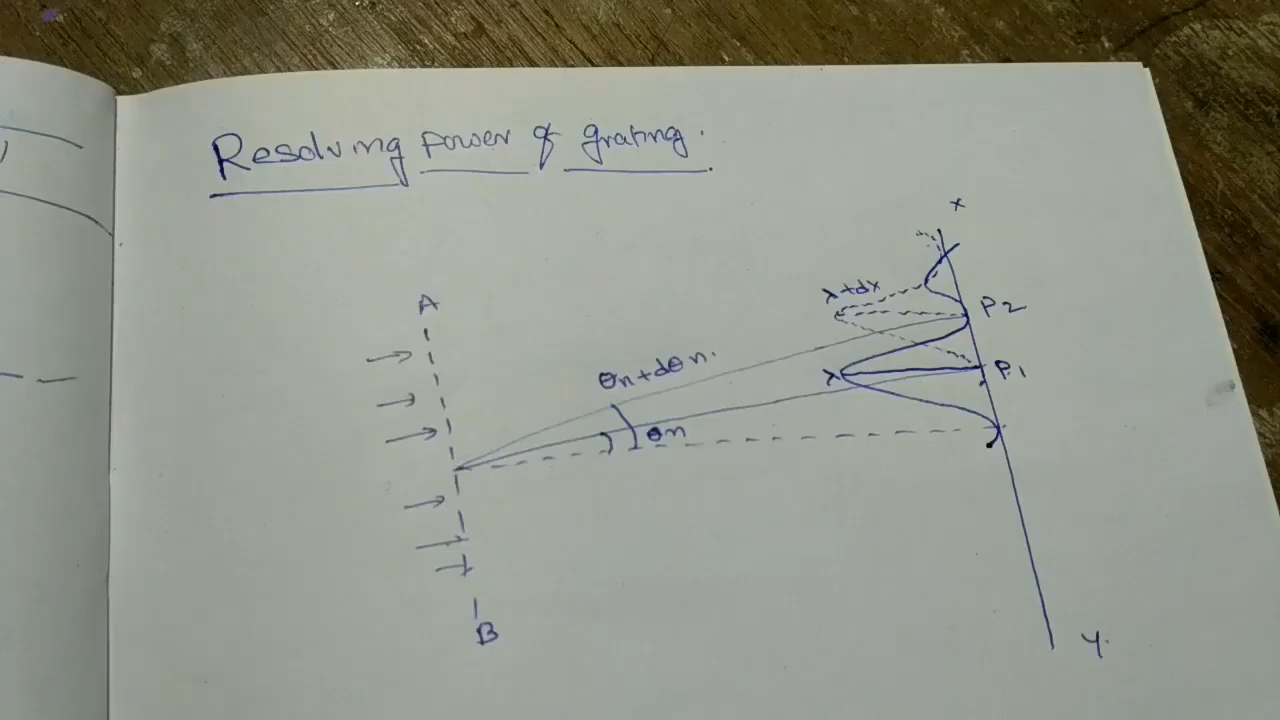 Resolving power of grating.
x
A
λ+dλ
P2
θn+dθn.
λ
P1
θn
B
Y.